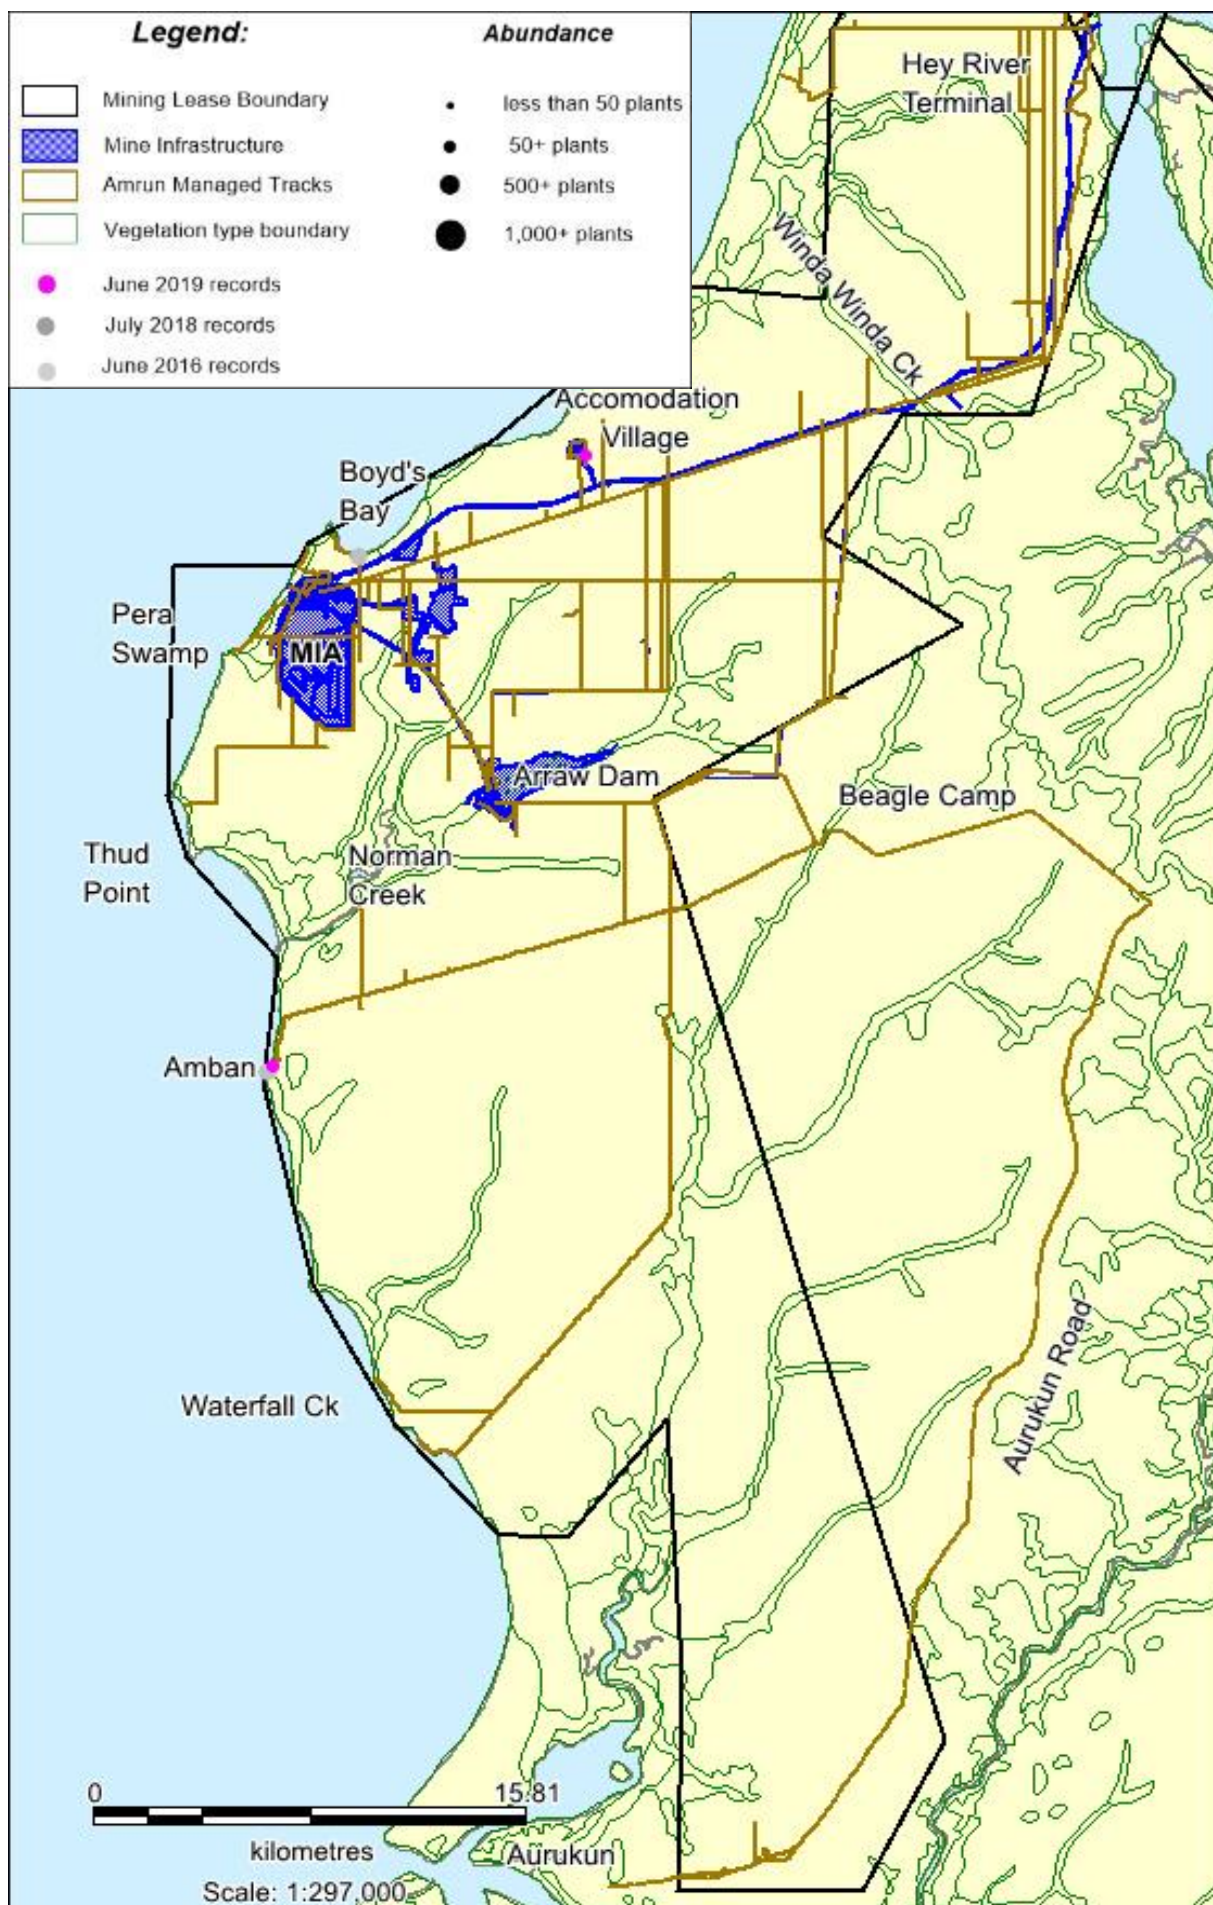 Legend:
Abundance
Mining Lease Boundary
less than 50 plants
Mine Infrastructure
50+ plants
Amrun Managed Tracks
500+ plants
Vegetation type boundary
1,000+ plants
June 2019 records
July 2018 records
June 2016 records
Hey River
Terminal
Winda Winda Ck
Accomodation
Village
Boyd's
Bay
Pera
Swamp
MIA
Arraw Dam
Beagle Camp
Thud
Point
Norman
Creek
Amban
Waterfall Ck
Aurukun Road
0 15.81
kilometres
Scale: 1:297,000
Aurukun